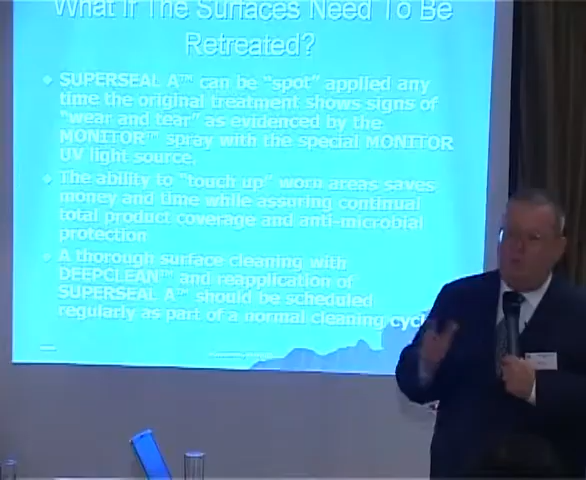 What If The Surfaces Need To Be
Retreated?
SUPERSEAL A™ can be "spot" applied any
time the original treatment shows signs of
"wear and tear" as evidenced by the
MONITOR™ spray with the special MONITOR
UV light source.
The ability to "touch up" worn areas saves
money and time while assuring continual
total product coverage and anti-microbial
protection
A thorough surface cleaning with
DEEPCLEAN™ and reapplication of
SUPERSEAL A™ should be scheduled
regularly as part of a normal cleaning cycl